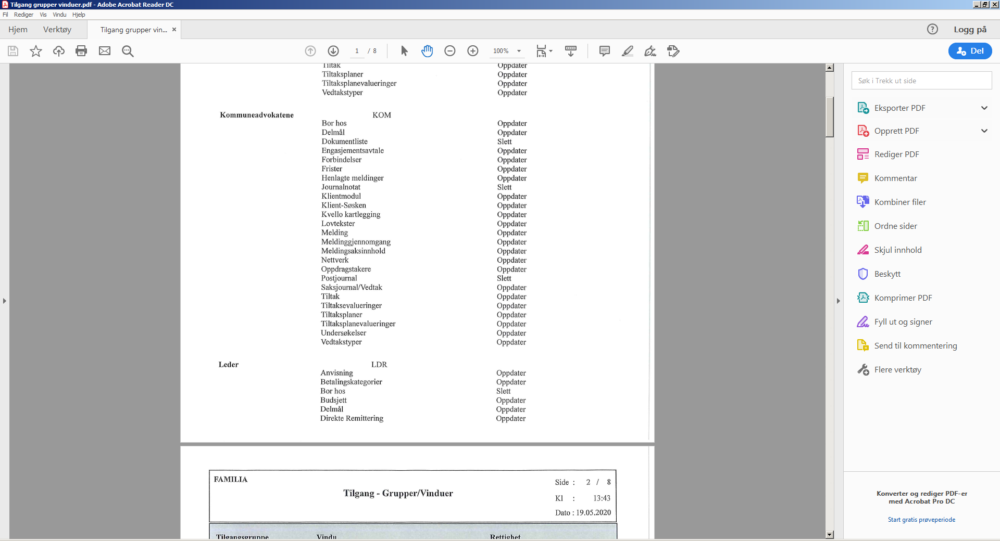 Tilgang grupper vinduer.pdf - Adobe Acrobat Reader DC
Fil Rediger Vis Vindu Hjelp
Hjem Verktøy Tilgang grupper vin... × Logg på
1 / 8 100% Del
Tiltak Oppdater
Tiltaksplaner Oppdater
Tiltaksplanevalueringer Oppdater
Vedtakstyper Oppdater
Kommuneadvokatene KOM
Bor hos Oppdater
Delmål Oppdater
Dokumentliste Slett
Engasjementsavtale Oppdater
Forbindelser Oppdater
Frister Oppdater
Henlagte meldinger Oppdater
Journalnotat Slett
Klientmodul Oppdater
Klient-Søsken Oppdater
Kvello kartlegging Oppdater
Lovtekster Oppdater
Melding Oppdater
Meldinggjennomgang Oppdater
Meldingsaksinnhold Oppdater
Nettverk Oppdater
Oppdragstakere Oppdater
Postjournal Slett
Saksjournal/Vedtak Oppdater
Tiltak Oppdater
Tiltaksevalueringer Oppdater
Tiltaksplaner Oppdater
Tiltaksplanevalueringer Oppdater
Undersøkelser Oppdater
Vedtakstyper Oppdater
Leder LDR
Anvisning Oppdater
Betalingskategorier Oppdater
Bor hos Slett
Budsjett Oppdater
Delmål Oppdater
Direkte Remittering Oppdater
FAMILIA
Side : 2 / 8
Tilgang - Grupper/Vinduer
Kl : 13:43
Dato : 19.05.2020
Tilgangsgruppe Vindu Rettighet
Søk i Trekk ut side
Eksporter PDF
Opprett PDF
Rediger PDF
Kommentar
Kombiner filer
Ordne sider
Skjul innhold
Beskytt
Komprimer PDF
Fyll ut og signer
Send til kommentering
Flere verktøy
Konverter og rediger PDF-er
med Acrobat Pro DC
Start gratis prøveperiode